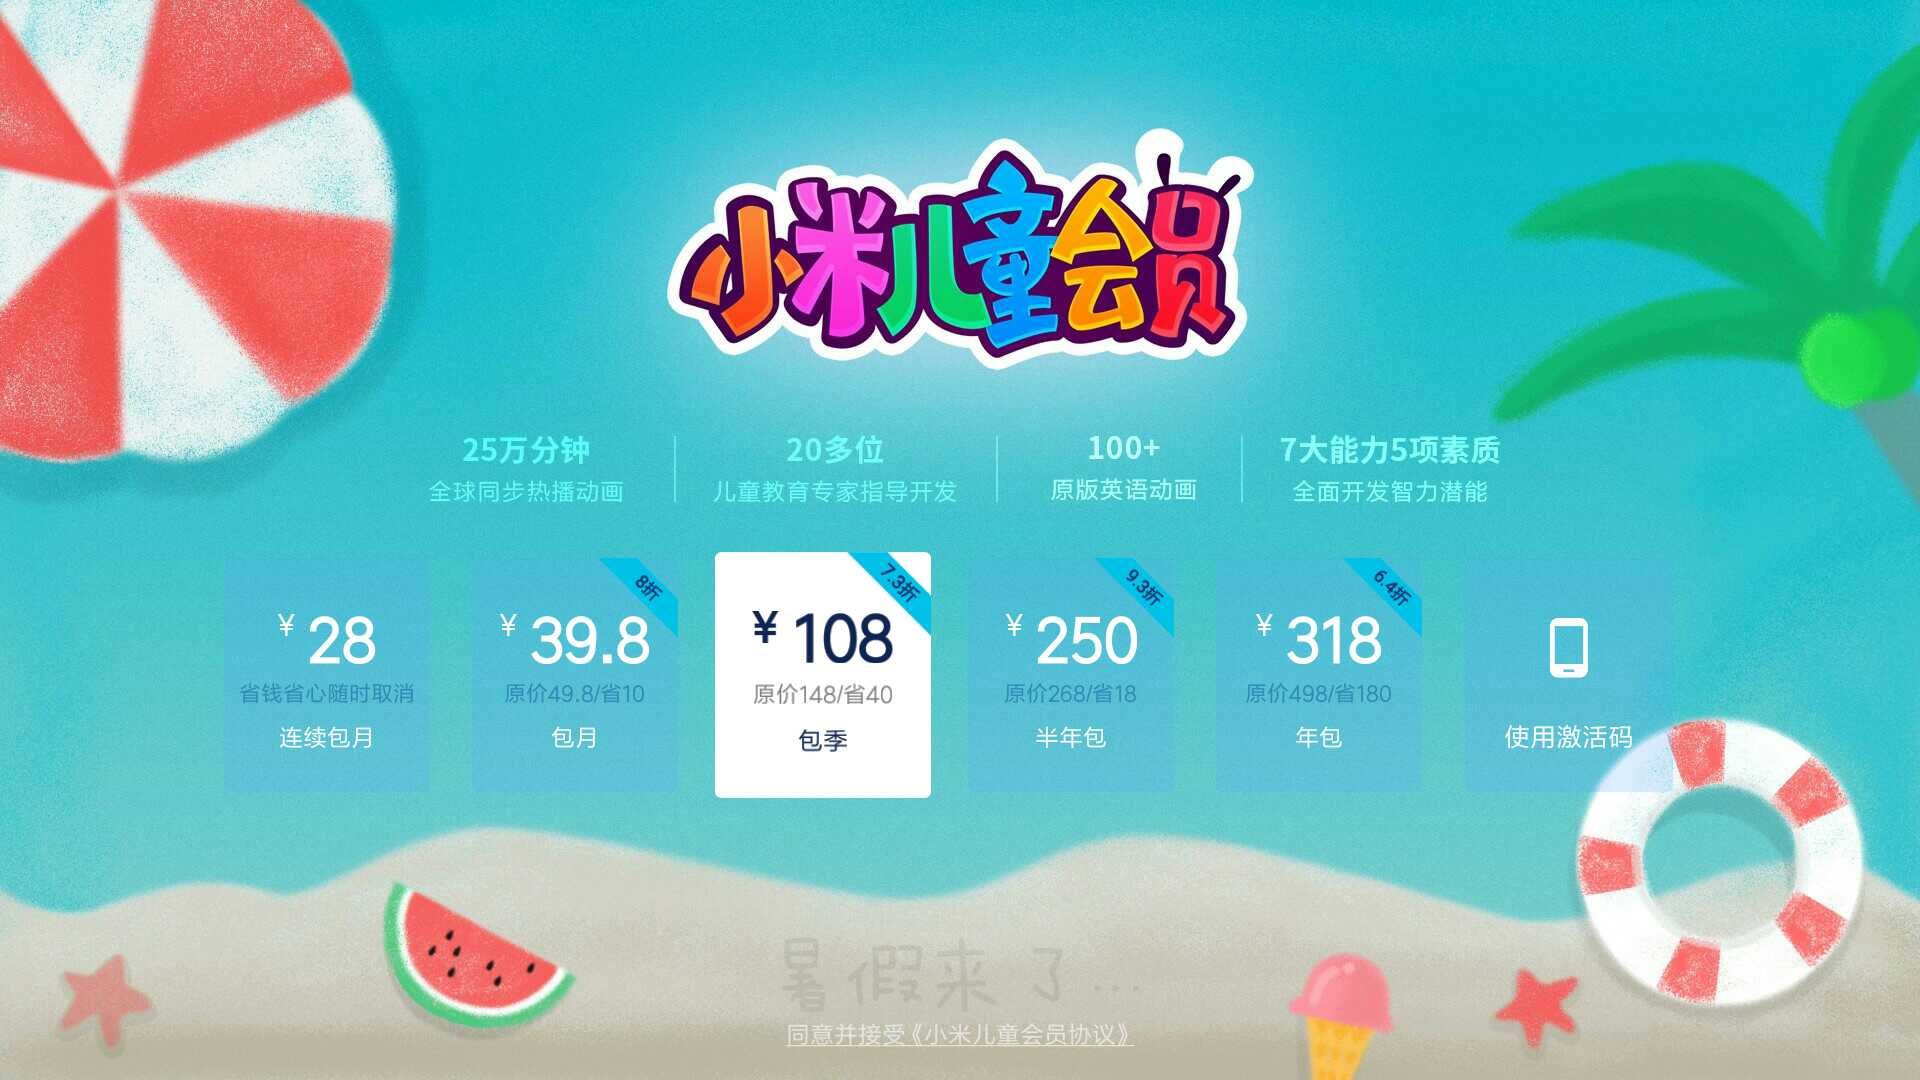 小米儿童会员
25万分钟
全球同步热播动画
20多位
儿童教育专家指导开发
100+
原版英语动画
7大能力5项素质
全面开发智力潜能
¥ 28
省钱省心随时取消
连续包月
8折
¥ 39.8
原价49.8/省10
包月
7.3折
¥ 108
原价148/省40
包季
9.3折
¥ 250
原价268/省18
半年包
6.4折
¥ 318
原价498/省180
年包
使用激活码
暑假来了...
同意并接受《小米儿童会员协议》